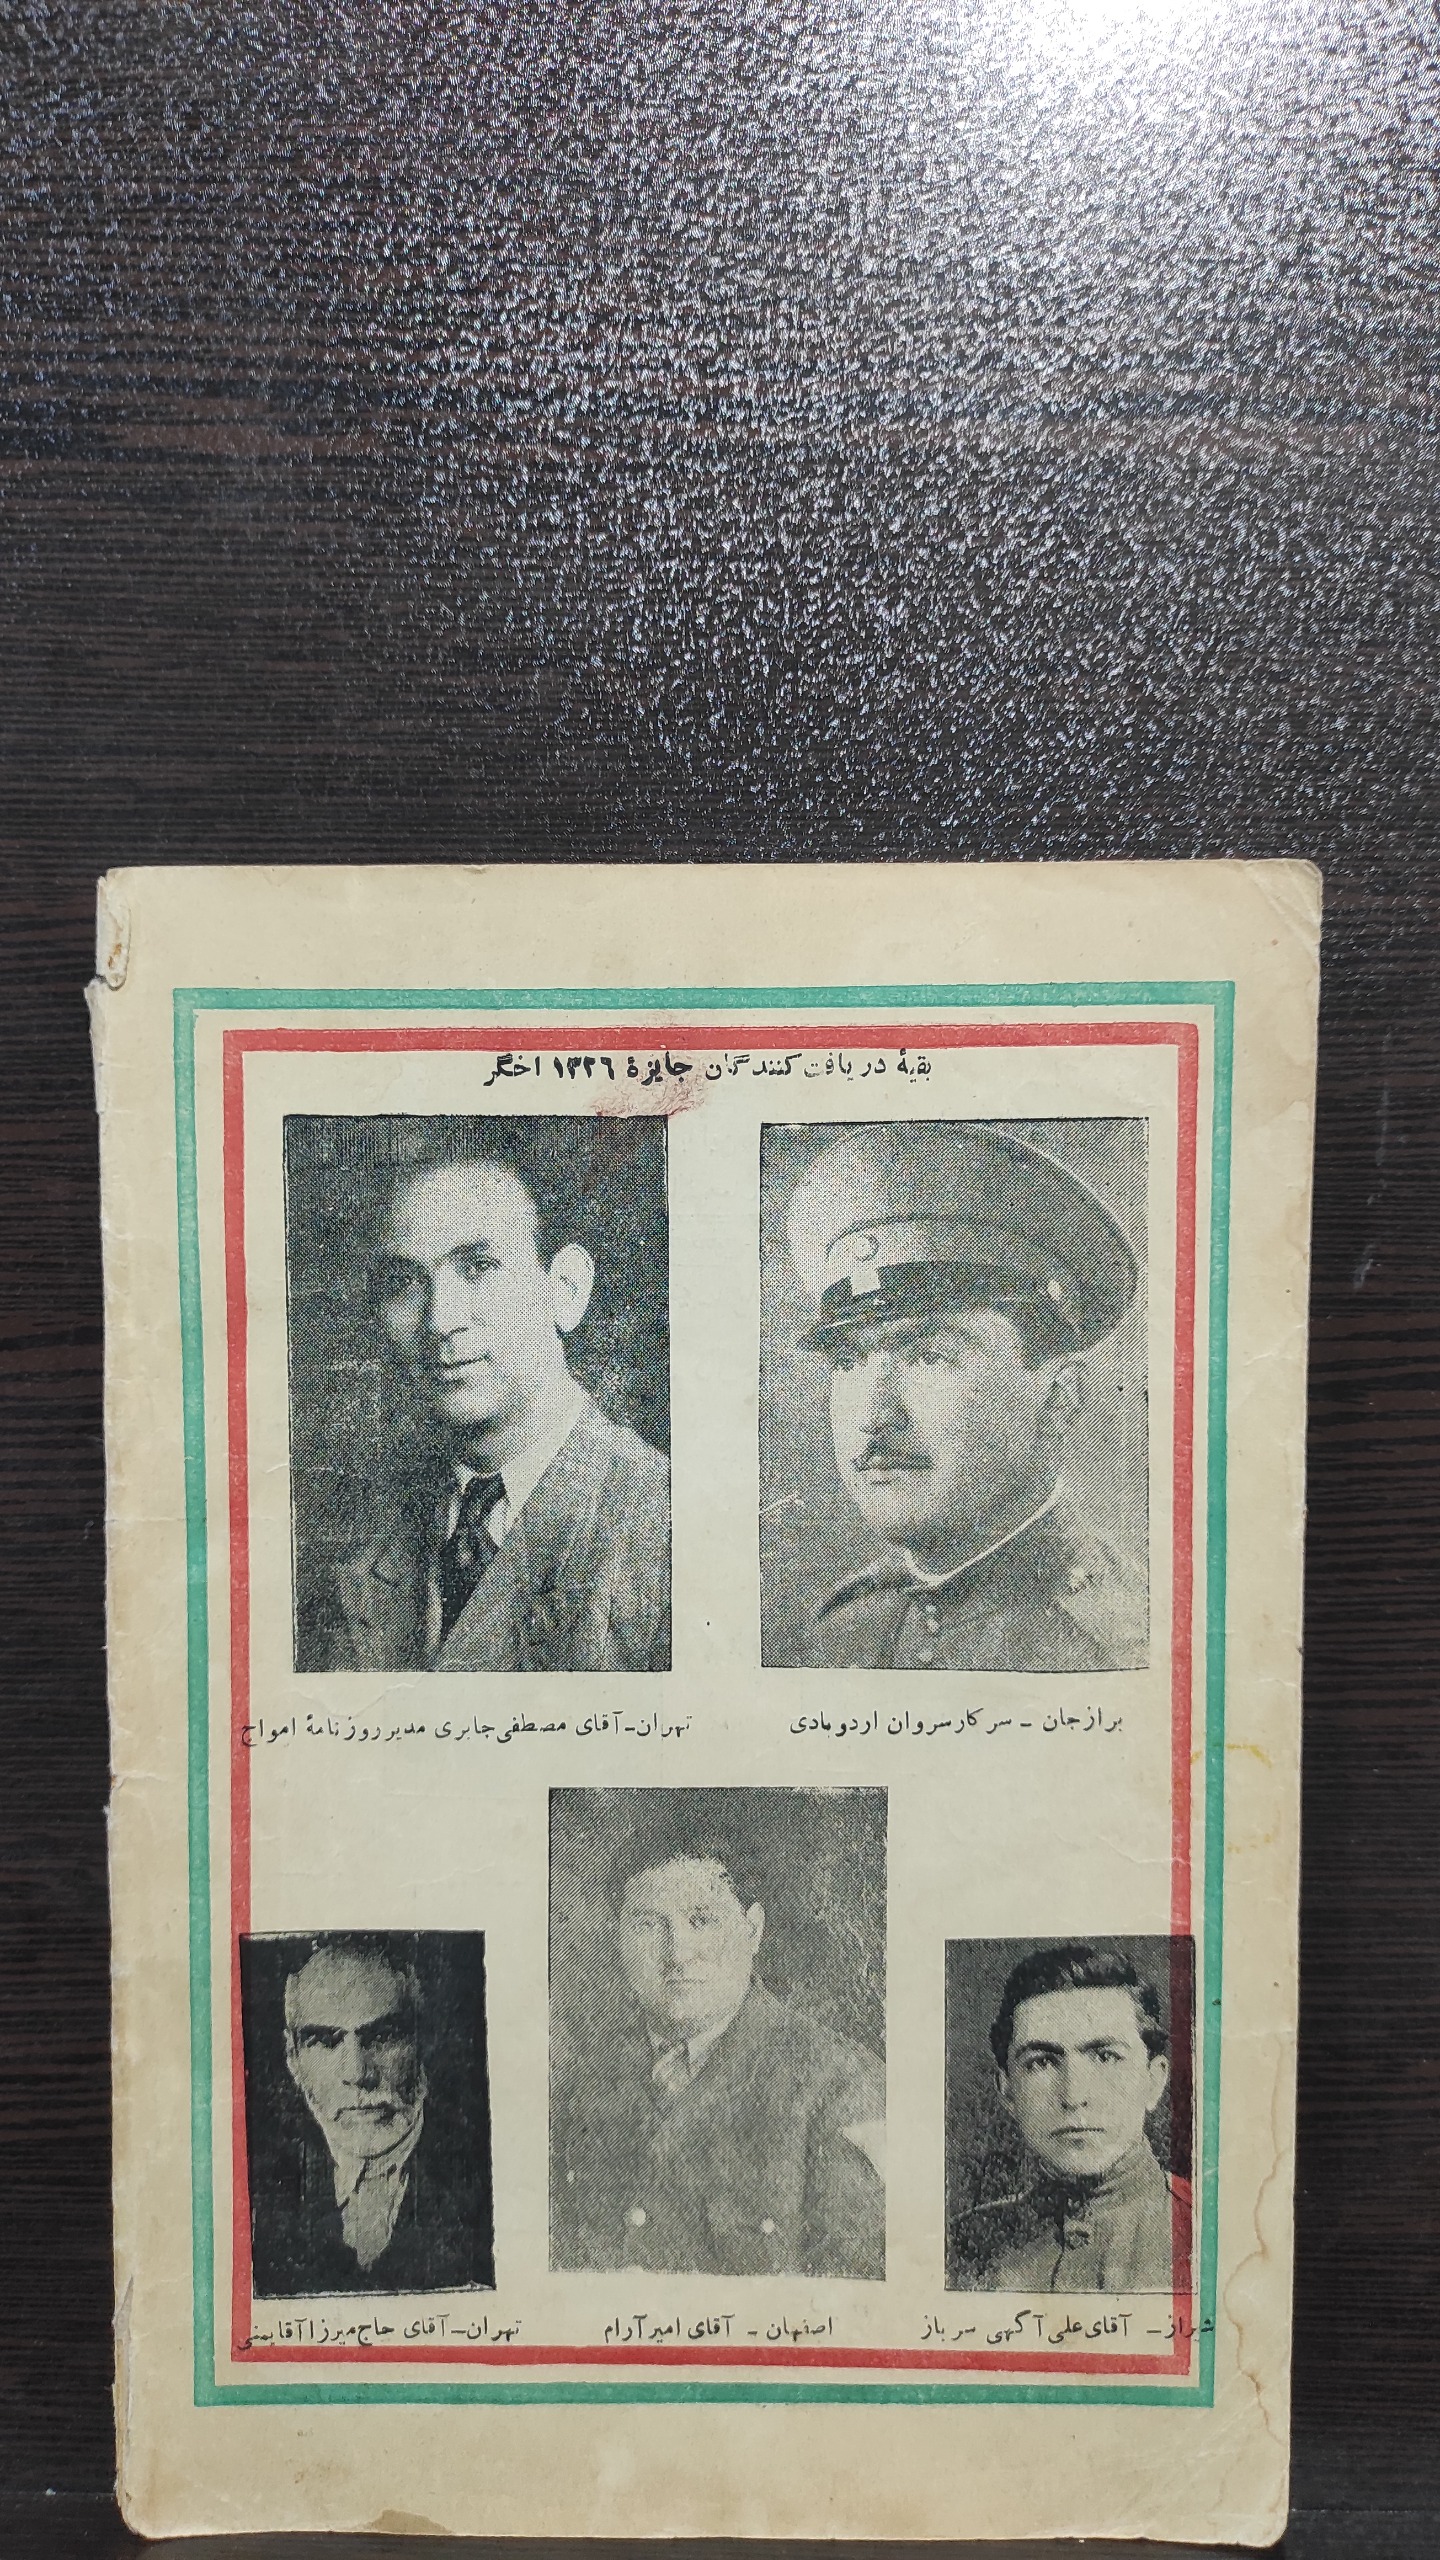 بقیهٔ دریافت کنندگان جایزهٔ ۱۳۲۶ اخگر
برازجان ـ سرکار سروان اردوبادی
تهران ـ آقای مصطفی جابری مدیر روزنامهٔ امواج
شیراز ـ آقای علی آگهی سرباز
اصفهان ـ آقای امیر آرام
تهران ـ آقای حاج میرزا آقا یمنی